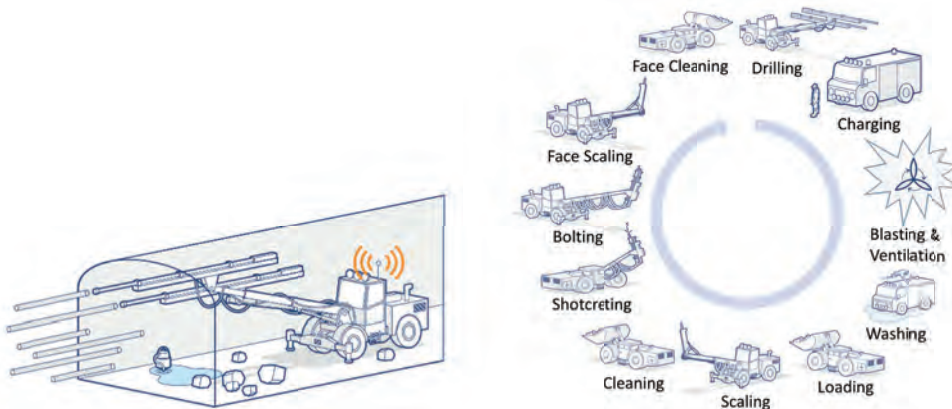 Face Cleaning
Drilling
Charging
Face Scaling
Blasting &
Ventilation
Bolting
Shotcreting
Washing
Cleaning
Scaling
Loading